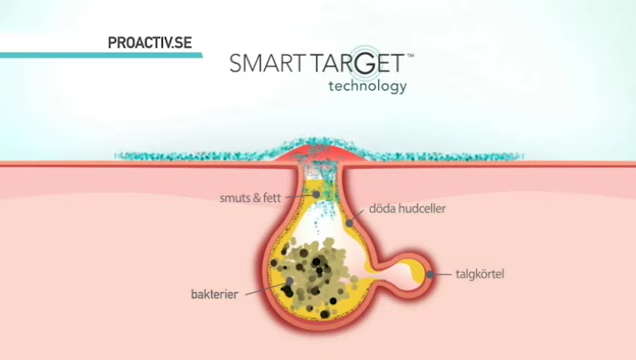 PROACTIV.SE
SMART TARGET™
technology
smuts & fett
döda hudceller
talgkörtel
bakterier